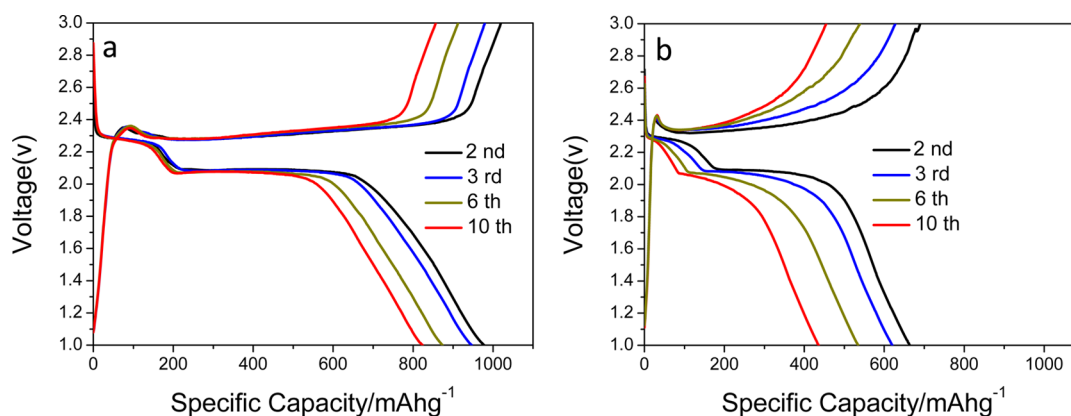 a
3.0
2.8
2.6
2.4
2.2
2.0
1.8
1.6
1.4
1.2
1.0
Voltage(v)
2 nd
3 rd
6 th
10 th
0 200 400 600 800 1000
Specific Capacity/mAhg-1
b
3.0
2.8
2.6
2.4
2.2
2.0
1.8
1.6
1.4
1.2
1.0
Voltage(v)
2 nd
3 rd
6 th
10 th
0 200 400 600 800 1000
Specific Capacity/mAhg-1